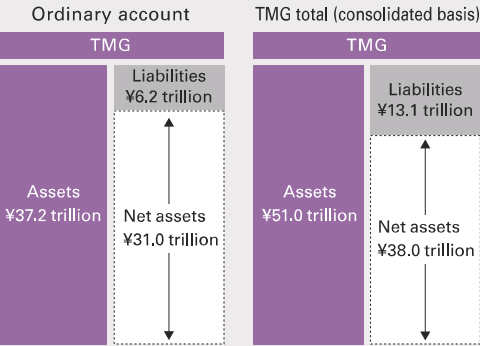 Ordinary account
TMG
Liabilities
¥6.2 trillion
Assets
¥37.2 trillion
Net assets
¥31.0 trillion
TMG total (consolidated basis)
TMG
Liabilities
¥13.1 trillion
Assets
¥51.0 trillion
Net assets
¥38.0 trillion